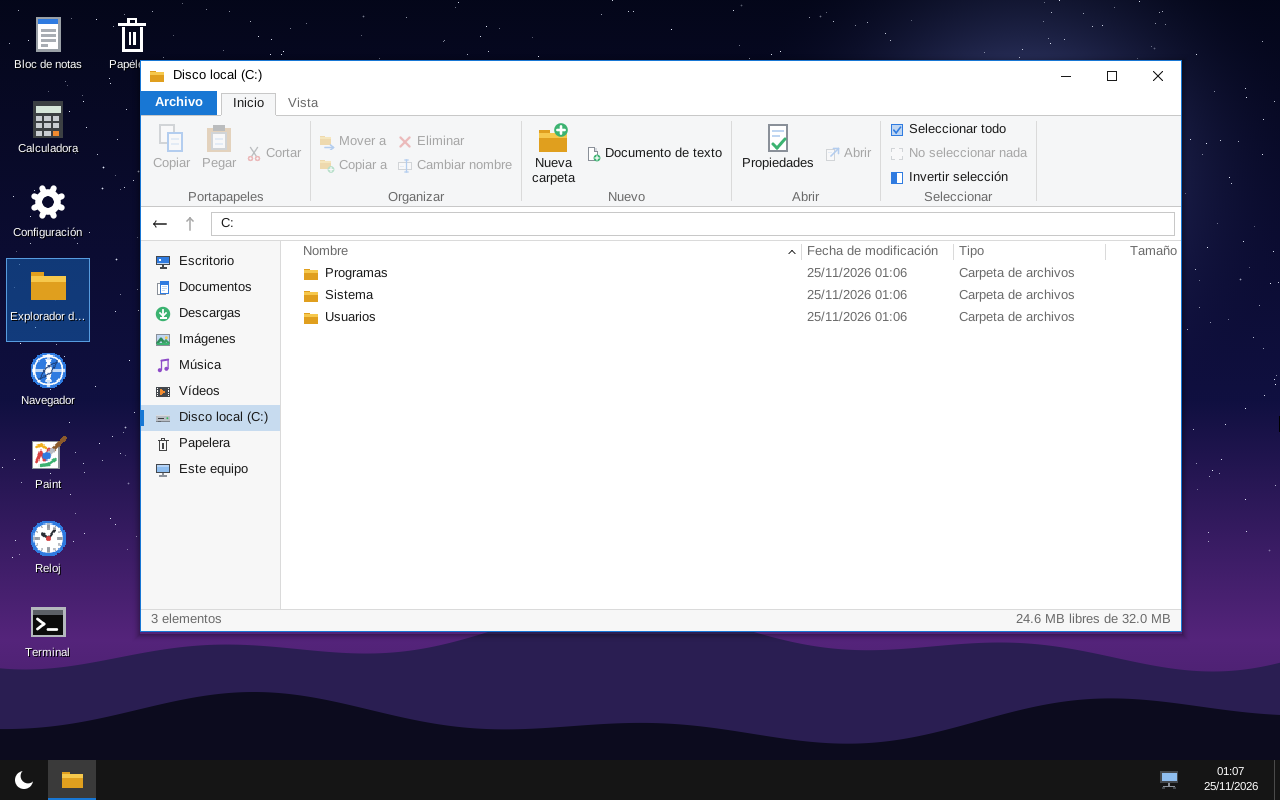 Bloc de notas
Calculadora
Configuración
Explorador d...
Navegador
Paint
Reloj
Terminal
Disco local (C:)
Archivo
Inicio
Vista
Copiar
Pegar
Cortar
Portapapeles
Mover a
Copiar a
Eliminar
Cambiar nombre
Organizar
Nueva
carpeta
Documento de texto
Nuevo
Propiedades
Abrir
Abrir
Seleccionar todo
No seleccionar nada
Invertir selección
Seleccionar
C:
Escritorio
Documentos
Descargas
Imágenes
Música
Vídeos
Disco local (C:)
Papelera
Este equipo
Nombre Fecha de modificación Tipo Tamaño
Programas 25/11/2026 01:06 Carpeta de archivos
Sistema 25/11/2026 01:06 Carpeta de archivos
Usuarios 25/11/2026 01:06 Carpeta de archivos
3 elementos
24.6 MB libres de 32.0 MB
01:07
25/11/2026